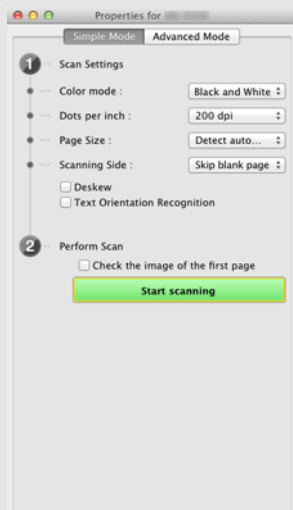 Properties for
Simple Mode Advanced Mode
1 Scan Settings
Color mode : Black and White
Dots per inch : 200 dpi
Page Size : Detect auto...
Scanning Side : Skip blank page
Deskew
Text Orientation Recognition
2 Perform Scan
Check the image of the first page
Start scanning